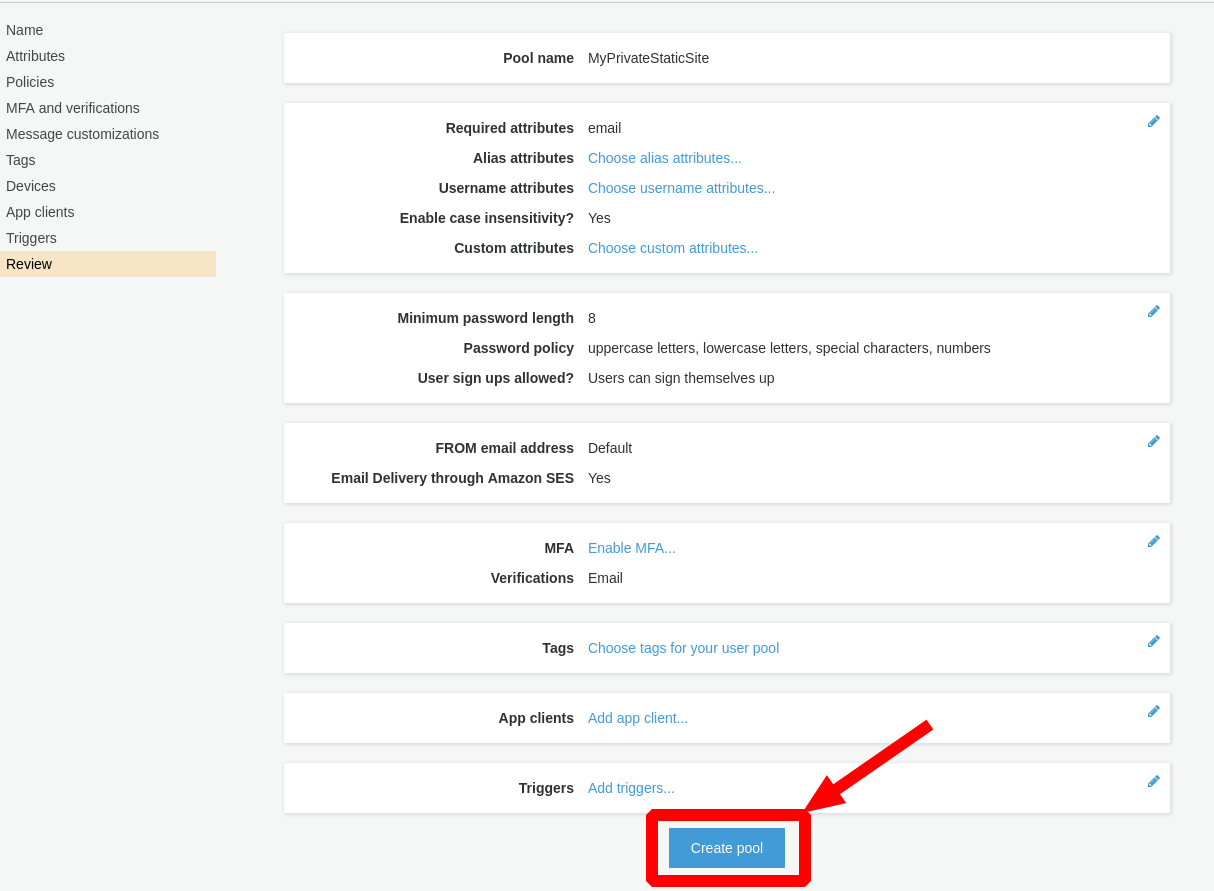 Name
Attributes
Policies
MFA and verifications
Message customizations
Tags
Devices
App clients
Triggers
Review
Pool name MyPrivateStaticSite
Required attributes email
Alias attributes Choose alias attributes...
Username attributes Choose username attributes...
Enable case insensitivity? Yes
Custom attributes Choose custom attributes...
Minimum password length 8
Password policy uppercase letters, lowercase letters, special characters, numbers
User sign ups allowed? Users can sign themselves up
FROM email address Default
Email Delivery through Amazon SES Yes
MFA Enable MFA...
Verifications Email
Tags Choose tags for your user pool
App clients Add app client...
Triggers Add triggers...
Create pool